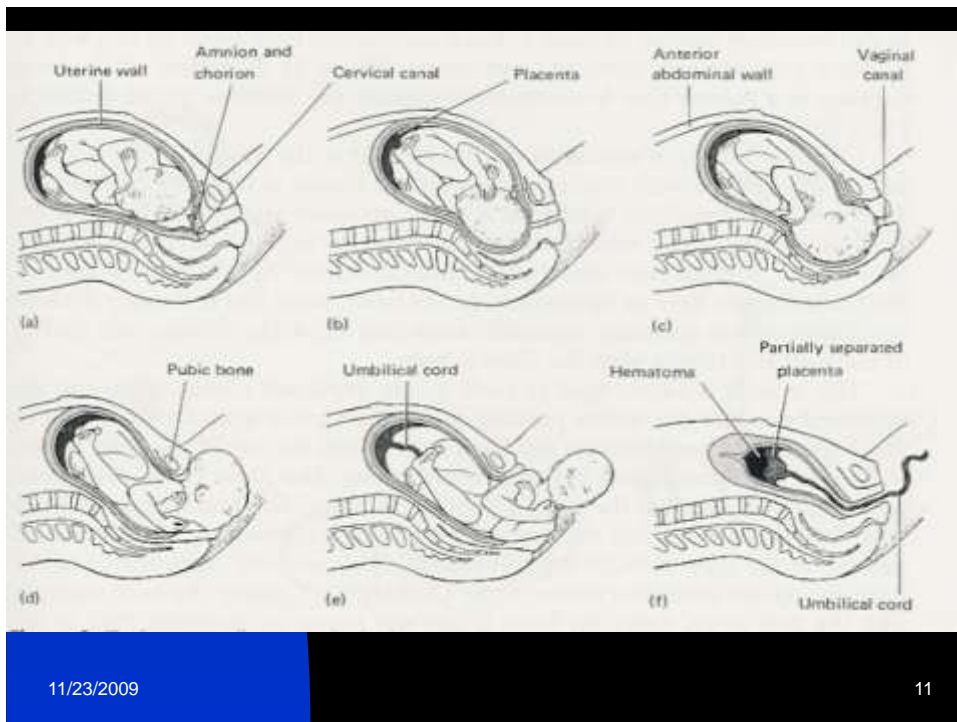 Amnion and
chorion
Uterine wall
Cervical canal
Placenta
Anterior
abdominal wall
Vaginal
canal
(a)
(b)
(c)
Pubic bone
Umbilical cord
Hematoma
Partially separated
placenta
(d)
(e)
(f)
Umbilical cord
11/23/2009
11